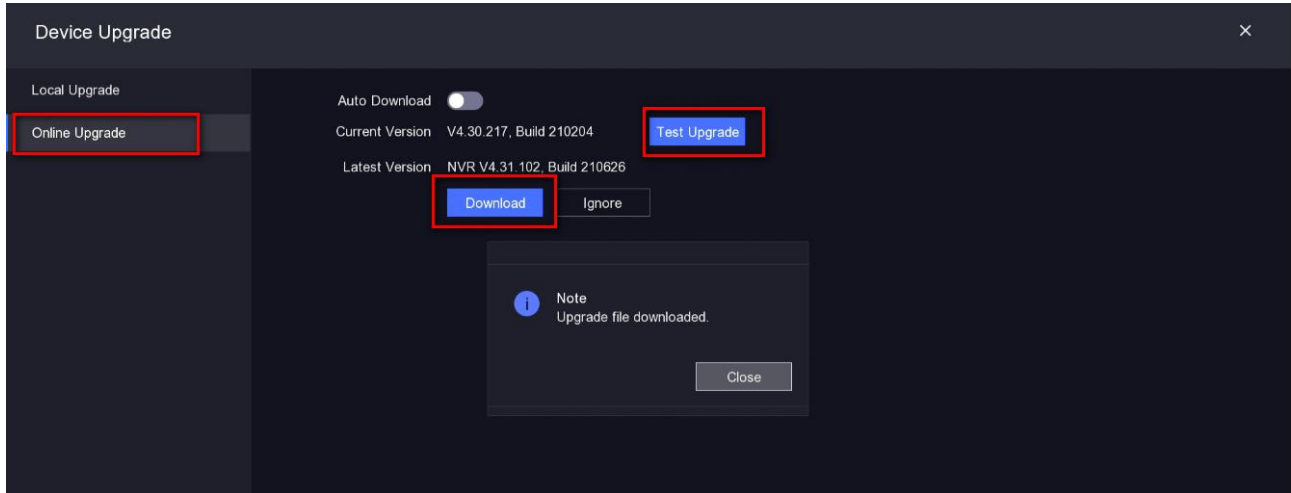 Device Upgrade
Local Upgrade
Online Upgrade
Auto Download
Current Version V4.30.217, Build 210204 Test Upgrade
Latest Version NVR V4.31.102, Build 210626
Download Ignore
Note
Upgrade file downloaded.
Close